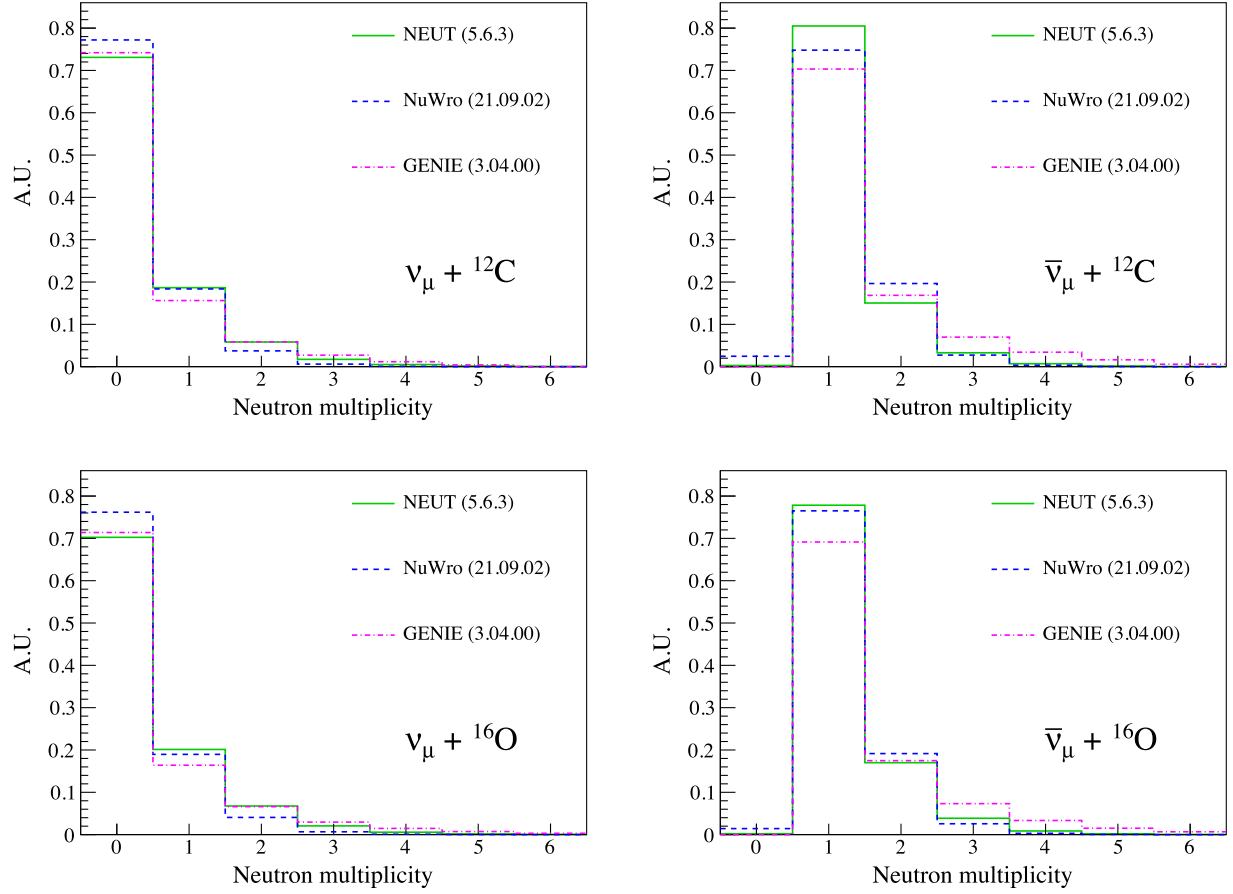 0.8
0.7
0.6
0.5
0.4
0.3
0.2
0.1
0
A.U.
NEUT (5.6.3)
NuWro (21.09.02)
GENIE (3.04.00)
νμ + ¹²C
0 1 2 3 4 5 6
Neutron multiplicity
0.8
0.7
0.6
0.5
0.4
0.3
0.2
0.1
0
A.U.
NEUT (5.6.3)
NuWro (21.09.02)
GENIE (3.04.00)
ν̅μ + ¹²C
0 1 2 3 4 5 6
Neutron multiplicity
0.8
0.7
0.6
0.5
0.4
0.3
0.2
0.1
0
A.U.
NEUT (5.6.3)
NuWro (21.09.02)
GENIE (3.04.00)
νμ + ¹⁶O
0 1 2 3 4 5 6
Neutron multiplicity
0.8
0.7
0.6
0.5
0.4
0.3
0.2
0.1
0
A.U.
NEUT (5.6.3)
NuWro (21.09.02)
GENIE (3.04.00)
ν̅μ + ¹⁶O
0 1 2 3 4 5 6
Neutron multiplicity